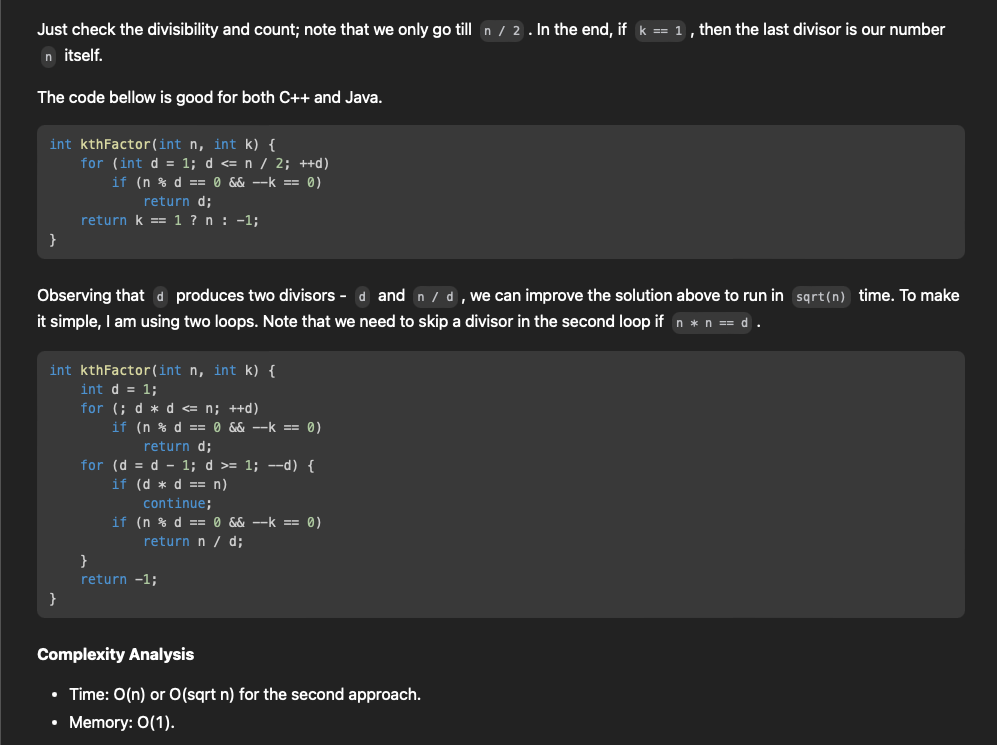 Just check the divisibility and count; note that we only go till n / 2 . In the end, if k == 1 , then the last divisor is our number
n itself.
The code bellow is good for both C++ and Java.
int kthFactor(int n, int k) {
    for (int d = 1; d <= n / 2; ++d)
        if (n % d == 0 && --k == 0)
            return d;
    return k == 1 ? n : -1;
}
Observing that d produces two divisors - d and n / d , we can improve the solution above to run in sqrt(n) time. To make
it simple, I am using two loops. Note that we need to skip a divisor in the second loop if n * n == d .
int kthFactor(int n, int k) {
    int d = 1;
    for (; d * d <= n; ++d)
        if (n % d == 0 && --k == 0)
            return d;
    for (d = d - 1; d >= 1; --d) {
        if (d * d == n)
            continue;
        if (n % d == 0 && --k == 0)
            return n / d;
    }
    return -1;
}
Complexity Analysis
• Time: O(n) or O(sqrt n) for the second approach.
• Memory: O(1).